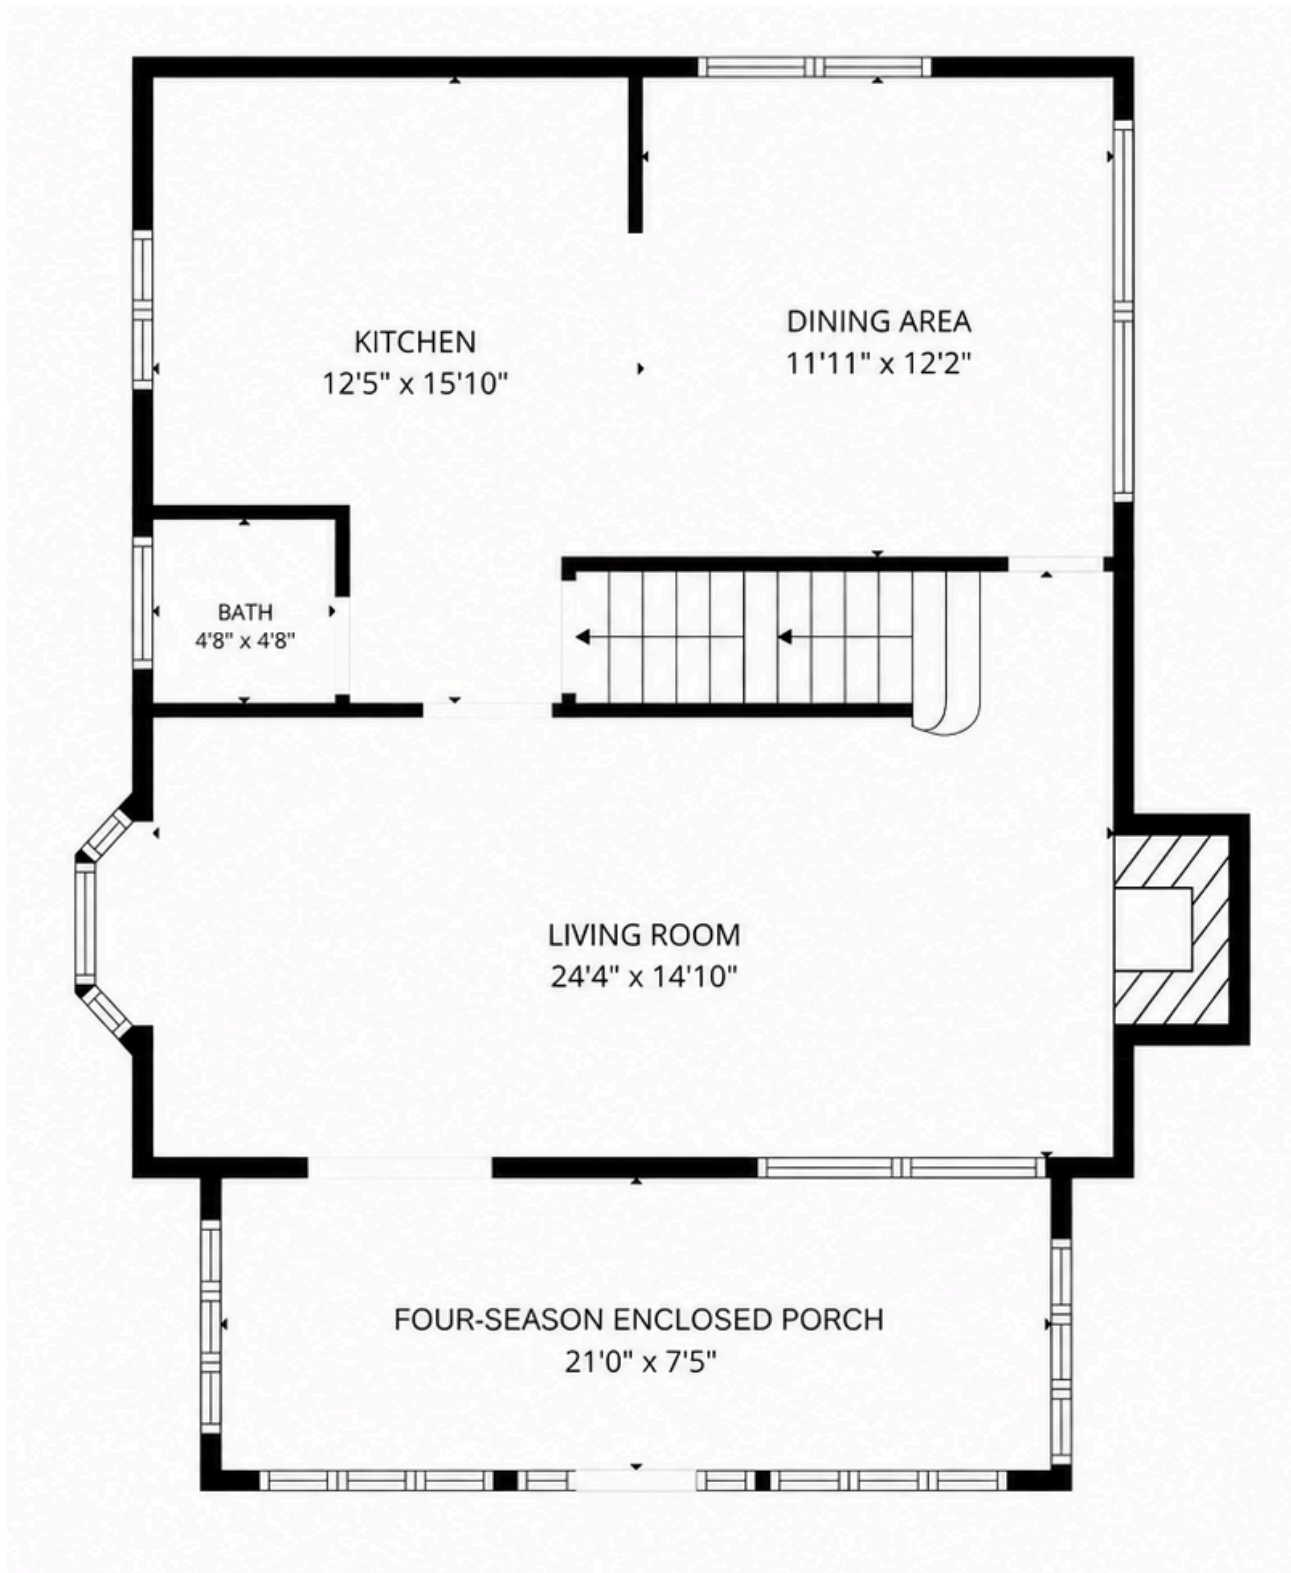 DINING AREA
11'11" x 12'2"
KITCHEN
12'5" x 15'10"
BATH
4'8" x 4'8"
LIVING ROOM
24'4" x 14'10"
FOUR-SEASON ENCLOSED PORCH
21'0" x 7'5"